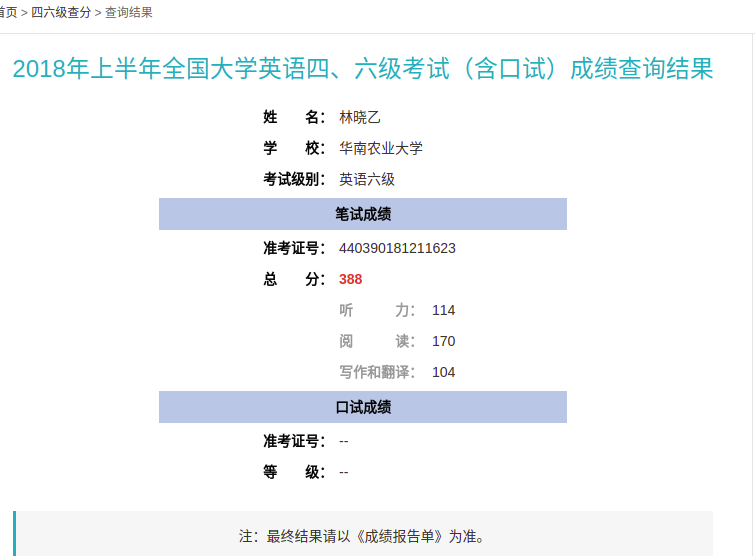 首页 > 四六级查分 > 查询结果
2018年上半年全国大学英语四、六级考试（含口试）成绩查询结果
姓 名： 林晓乙
学 校： 华南农业大学
考试级别： 英语六级
笔试成绩
准考证号： 440390181211623
总 分： 388
听 力： 114
阅 读： 170
写作和翻译： 104
口试成绩
准考证号： --
等 级： --
注：最终结果请以《成绩报告单》为准。